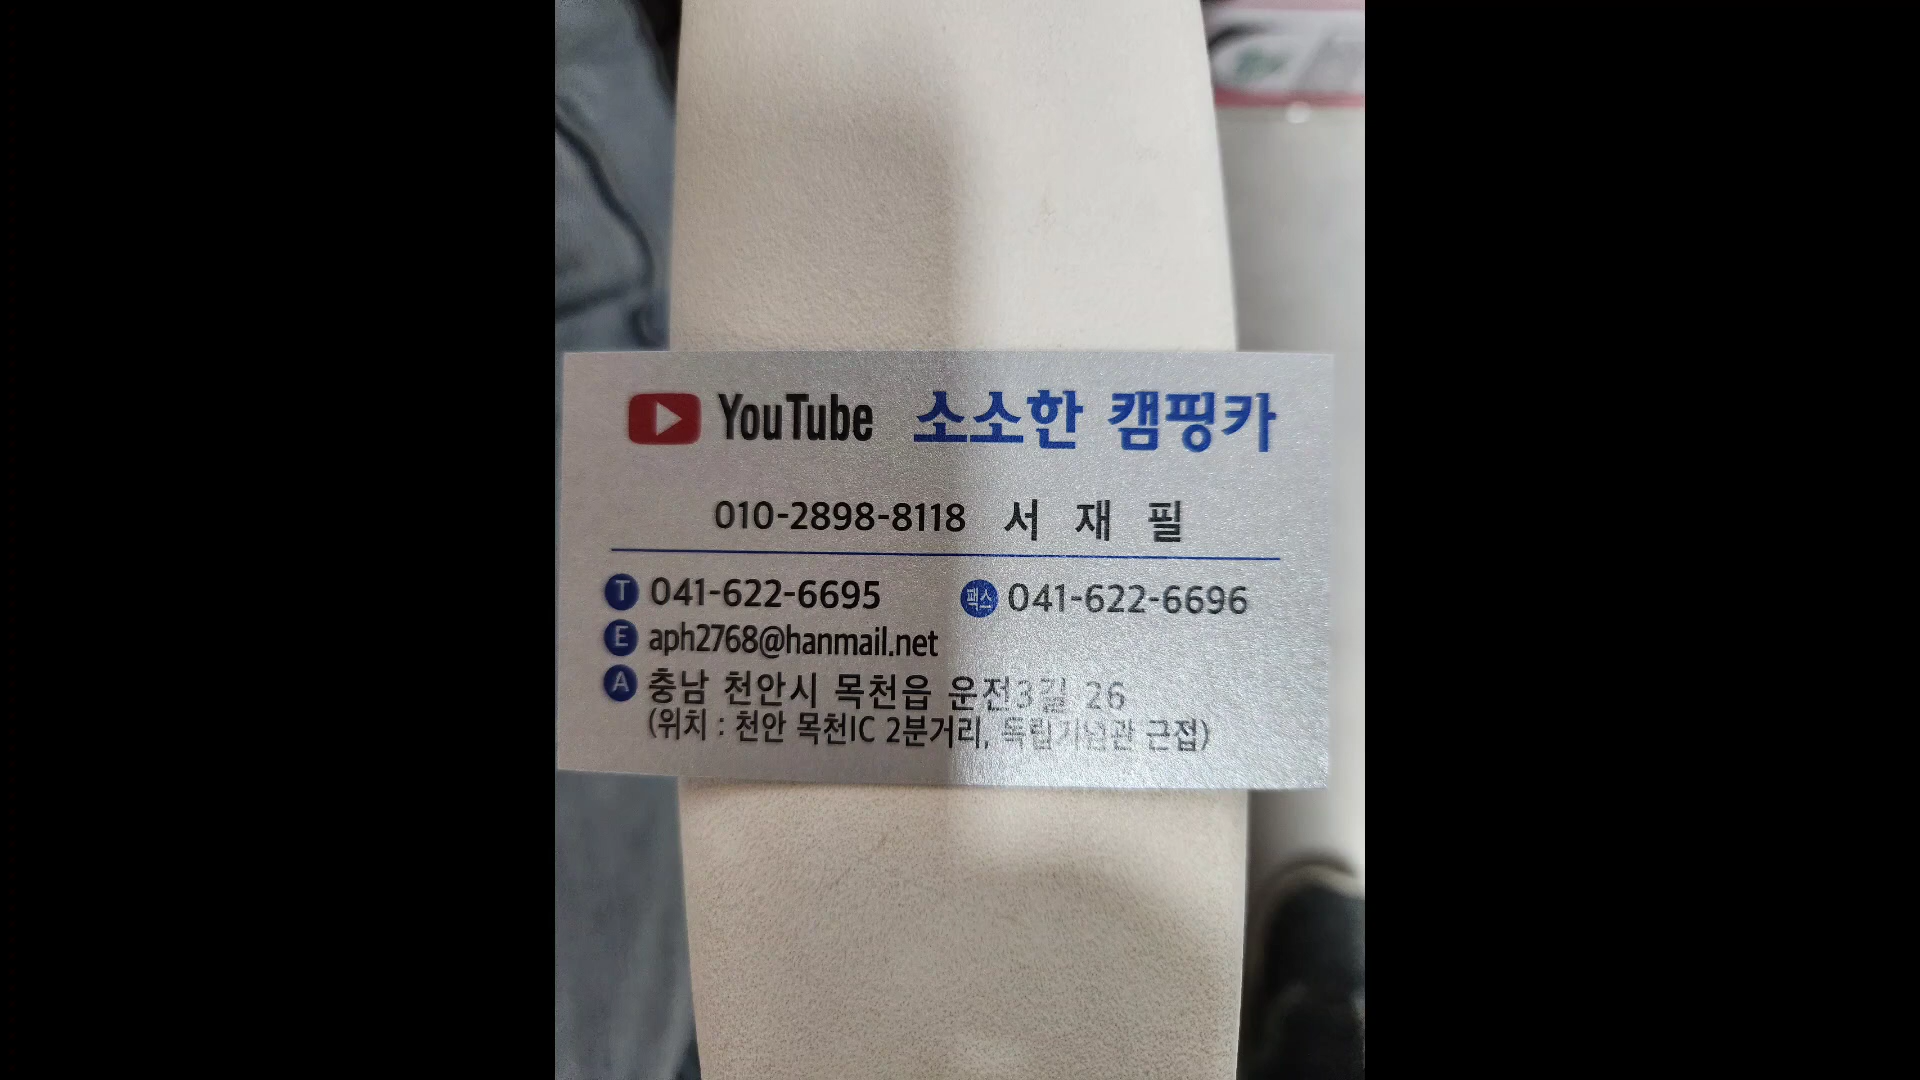 YouTube 소소한 캠핑카
010-2898-8118 서 재 필
T 041-622-6695 팩스 041-622-6696
E aph2768@hanmail.net
A 충남 천안시 목천읍 운전3길 26
(위치 : 천안 목천IC 2분거리, 독립기념관 근접)